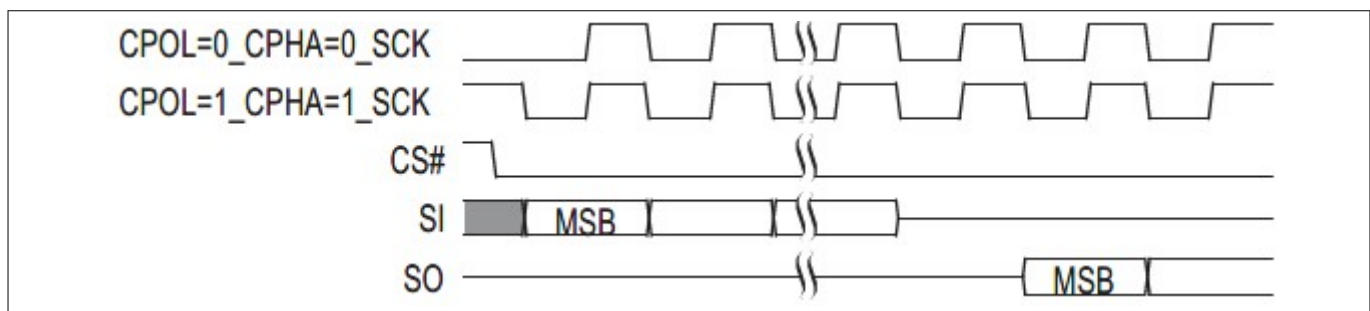 CPOL=0_CPHA=0_SCK
CPOL=1_CPHA=1_SCK
CS#
SI MSB
SO MSB